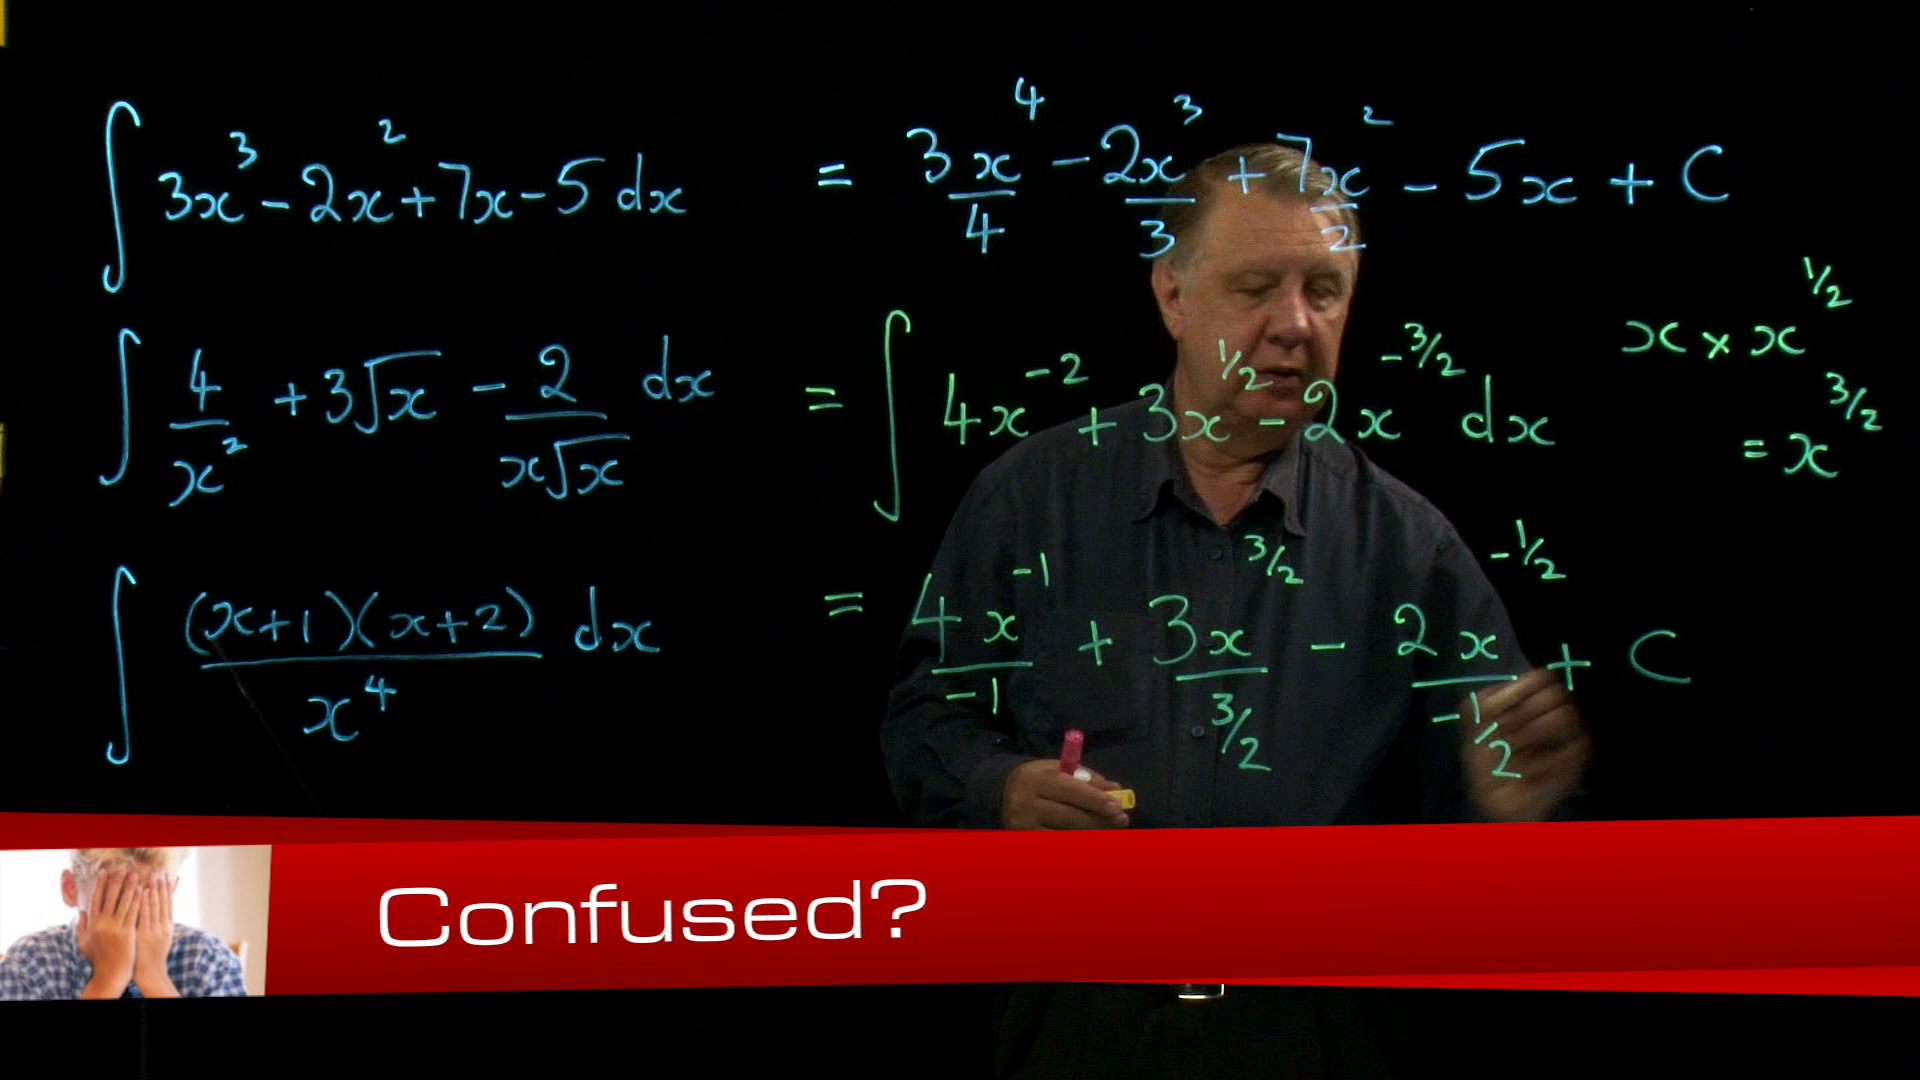 ∫ 3x³ - 2x² + 7x - 5 dx = 3x⁴/4 - 2x³/3 + 7x²/2 - 5x + C
∫ 4/x² + 3√x - 2/(x√x) dx = ∫ 4x⁻² + 3x^(1/2) - 2x^(-3/2) dx
x × x^(1/2)
= x^(3/2)
∫ (x+1)(x+2)/x⁴ dx
= 4x⁻¹/-1 + 3x^(3/2)/(3/2) - 2x^(-1/2)/(-1/2) + C
Confused?